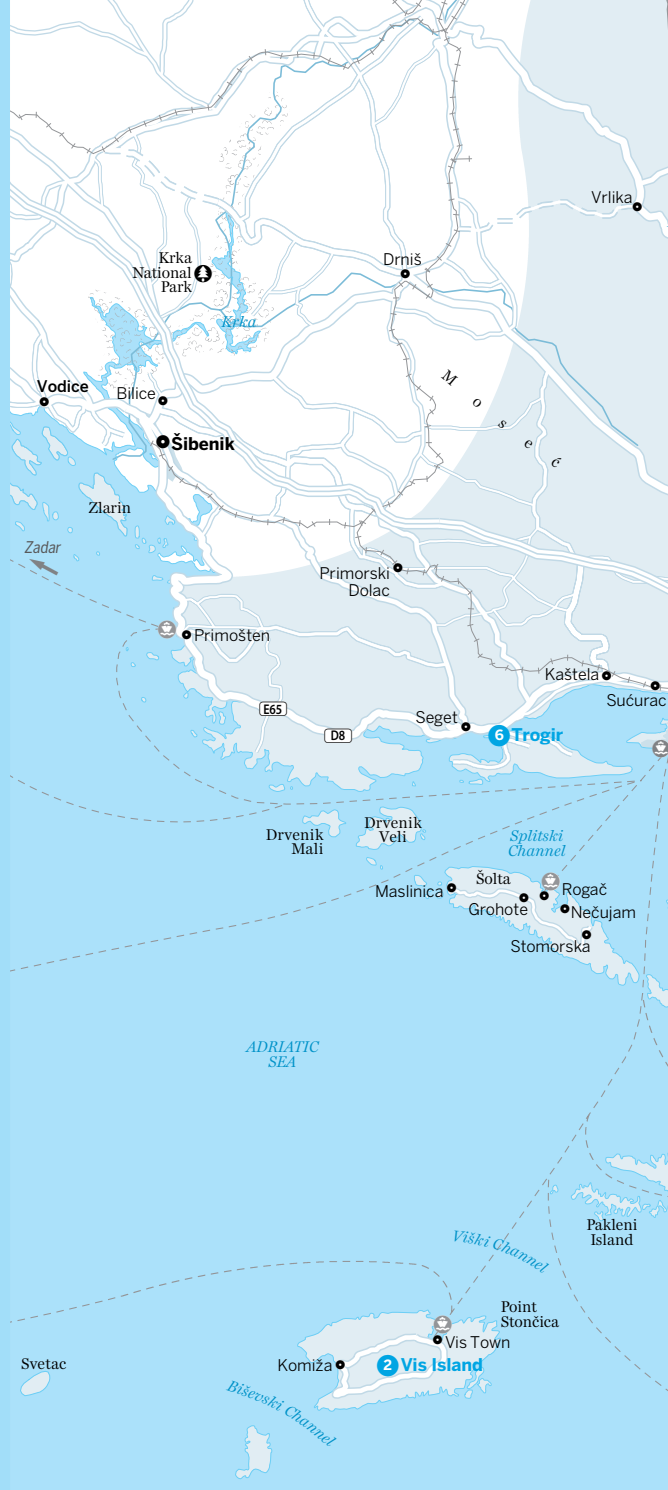 Vrlika
Krka
National
Park
Drniš
Krka
Moseć
Vodice
Bilice
Šibenik
Zlarin
Zadar
Primorski
Dolac
Primošten
Kaštela
Sućurac
E65
Seget
D8
6 Trogir
Drvenik
Mali
Drvenik
Veli
Splitski
Channel
Šolta
Maslinica
Rogač
Grohote
Nečujam
Stomorska
ADRIATIC
SEA
Pakleni
Island
Viški Channel
Point
Stončica
Vis Town
Svetac
Komiža
2 Vis Island
Biševski Channel